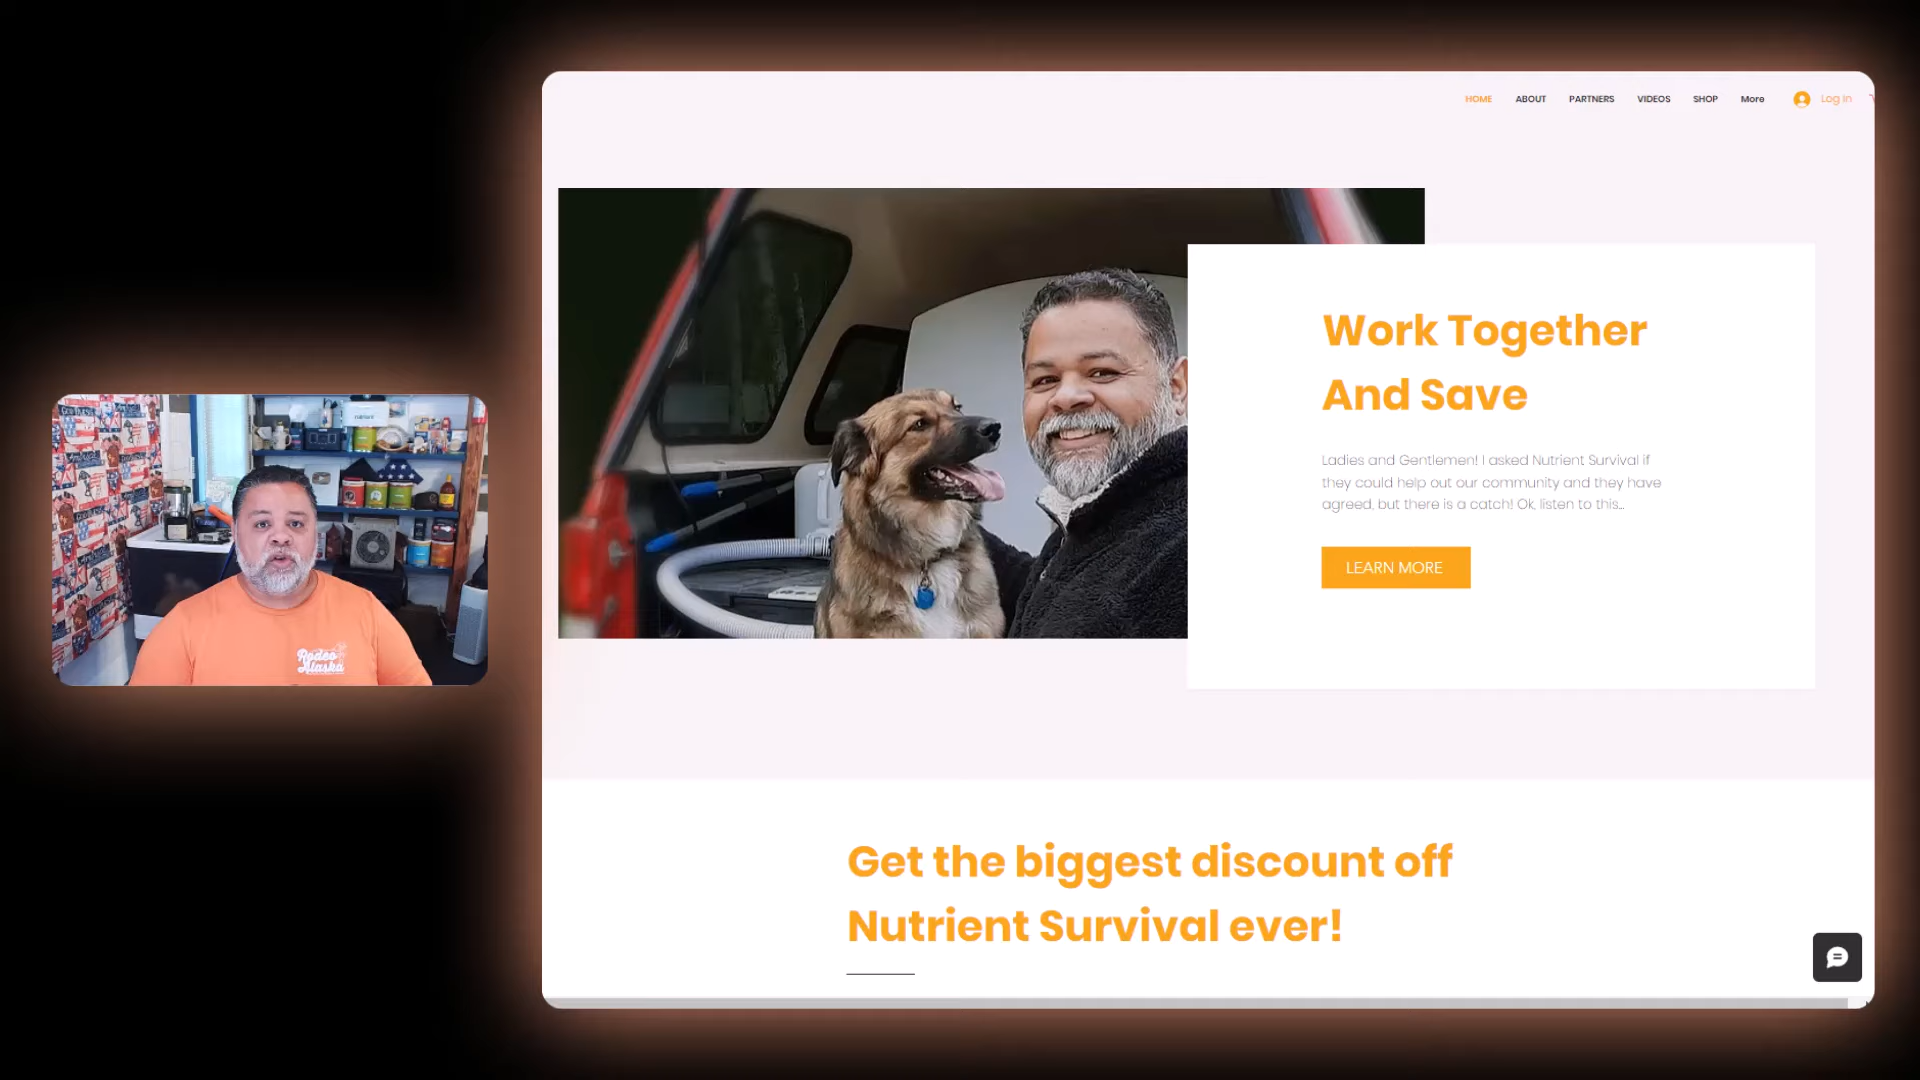 HOME ABOUT PARTNERS VIDEOS SHOP More Log In
Work Together
And Save
Ladies and Gentlemen! I asked Nutrient Survival if
they could help out our community and they have
agreed, but there is a catch! Ok, listen to this...
LEARN MORE
Rodeo
Alaska
Get the biggest discount off
Nutrient Survival ever!